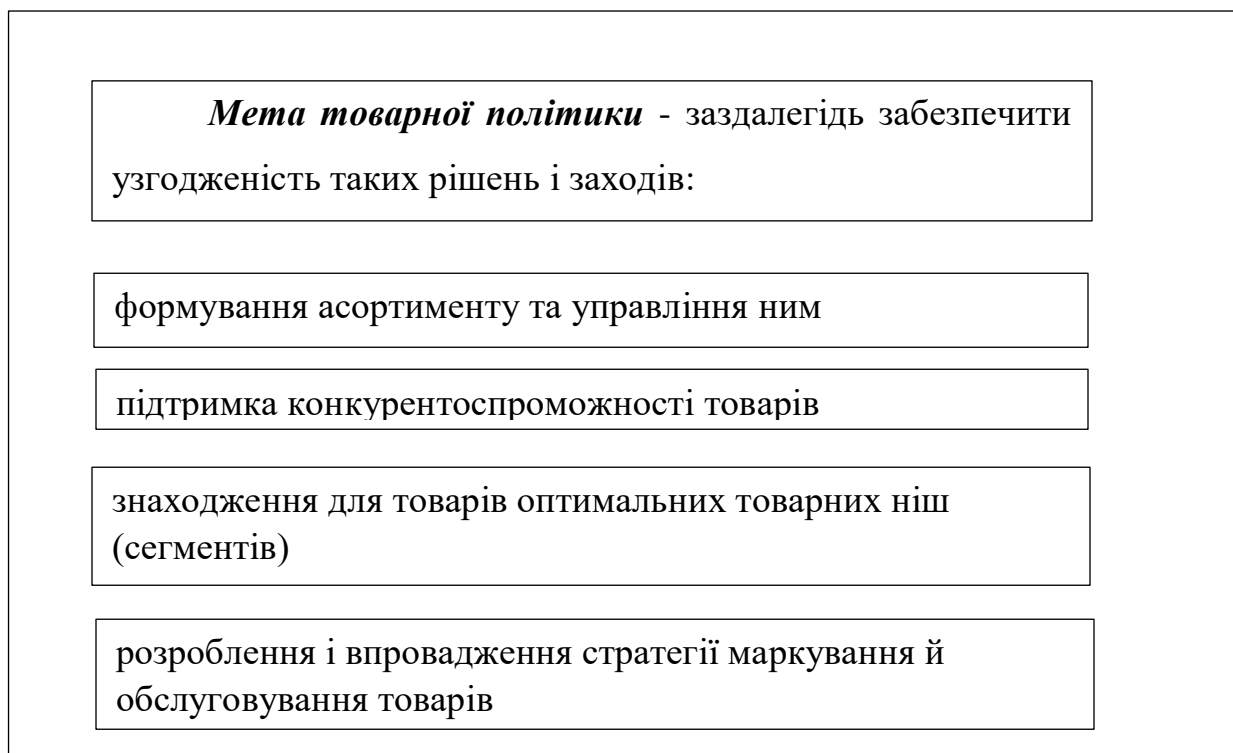 Мета товарної політики - заздалегідь забезпечити
узгодженість таких рішень і заходів:
формування асортименту та управління ним
підтримка конкурентоспроможності товарів
знаходження для товарів оптимальних товарних ніш
(сегментів)
розроблення і впровадження стратегії маркування й
обслуговування товарів